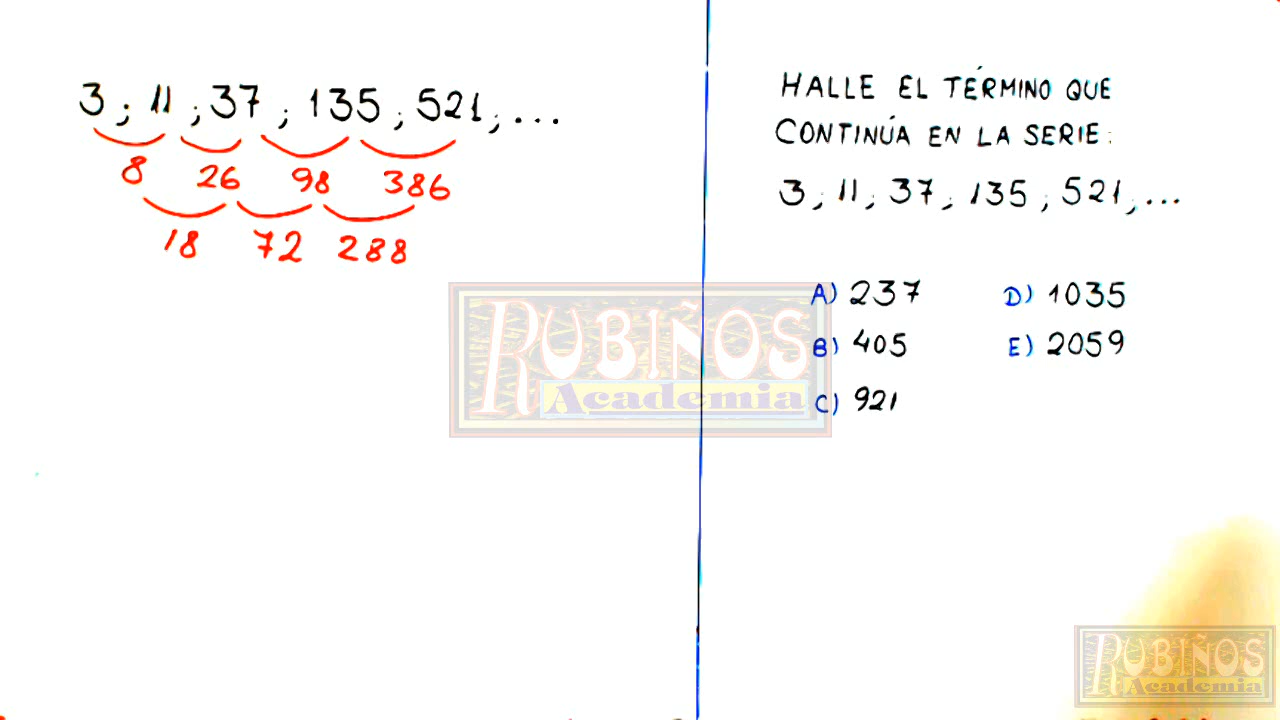 3 ; 11 ; 37 ; 135 ; 521 ; ...
8 26 98 386
18 72 288
HALLE EL TÉRMINO QUE
CONTINÚA EN LA SERIE:
3 ; 11 ; 37 ; 135 ; 521 ; ...
A) 237 D) 1035
B) 405 E) 2059
C) 921
RUBIÑOS
Academia
RUBIÑOS
Academia